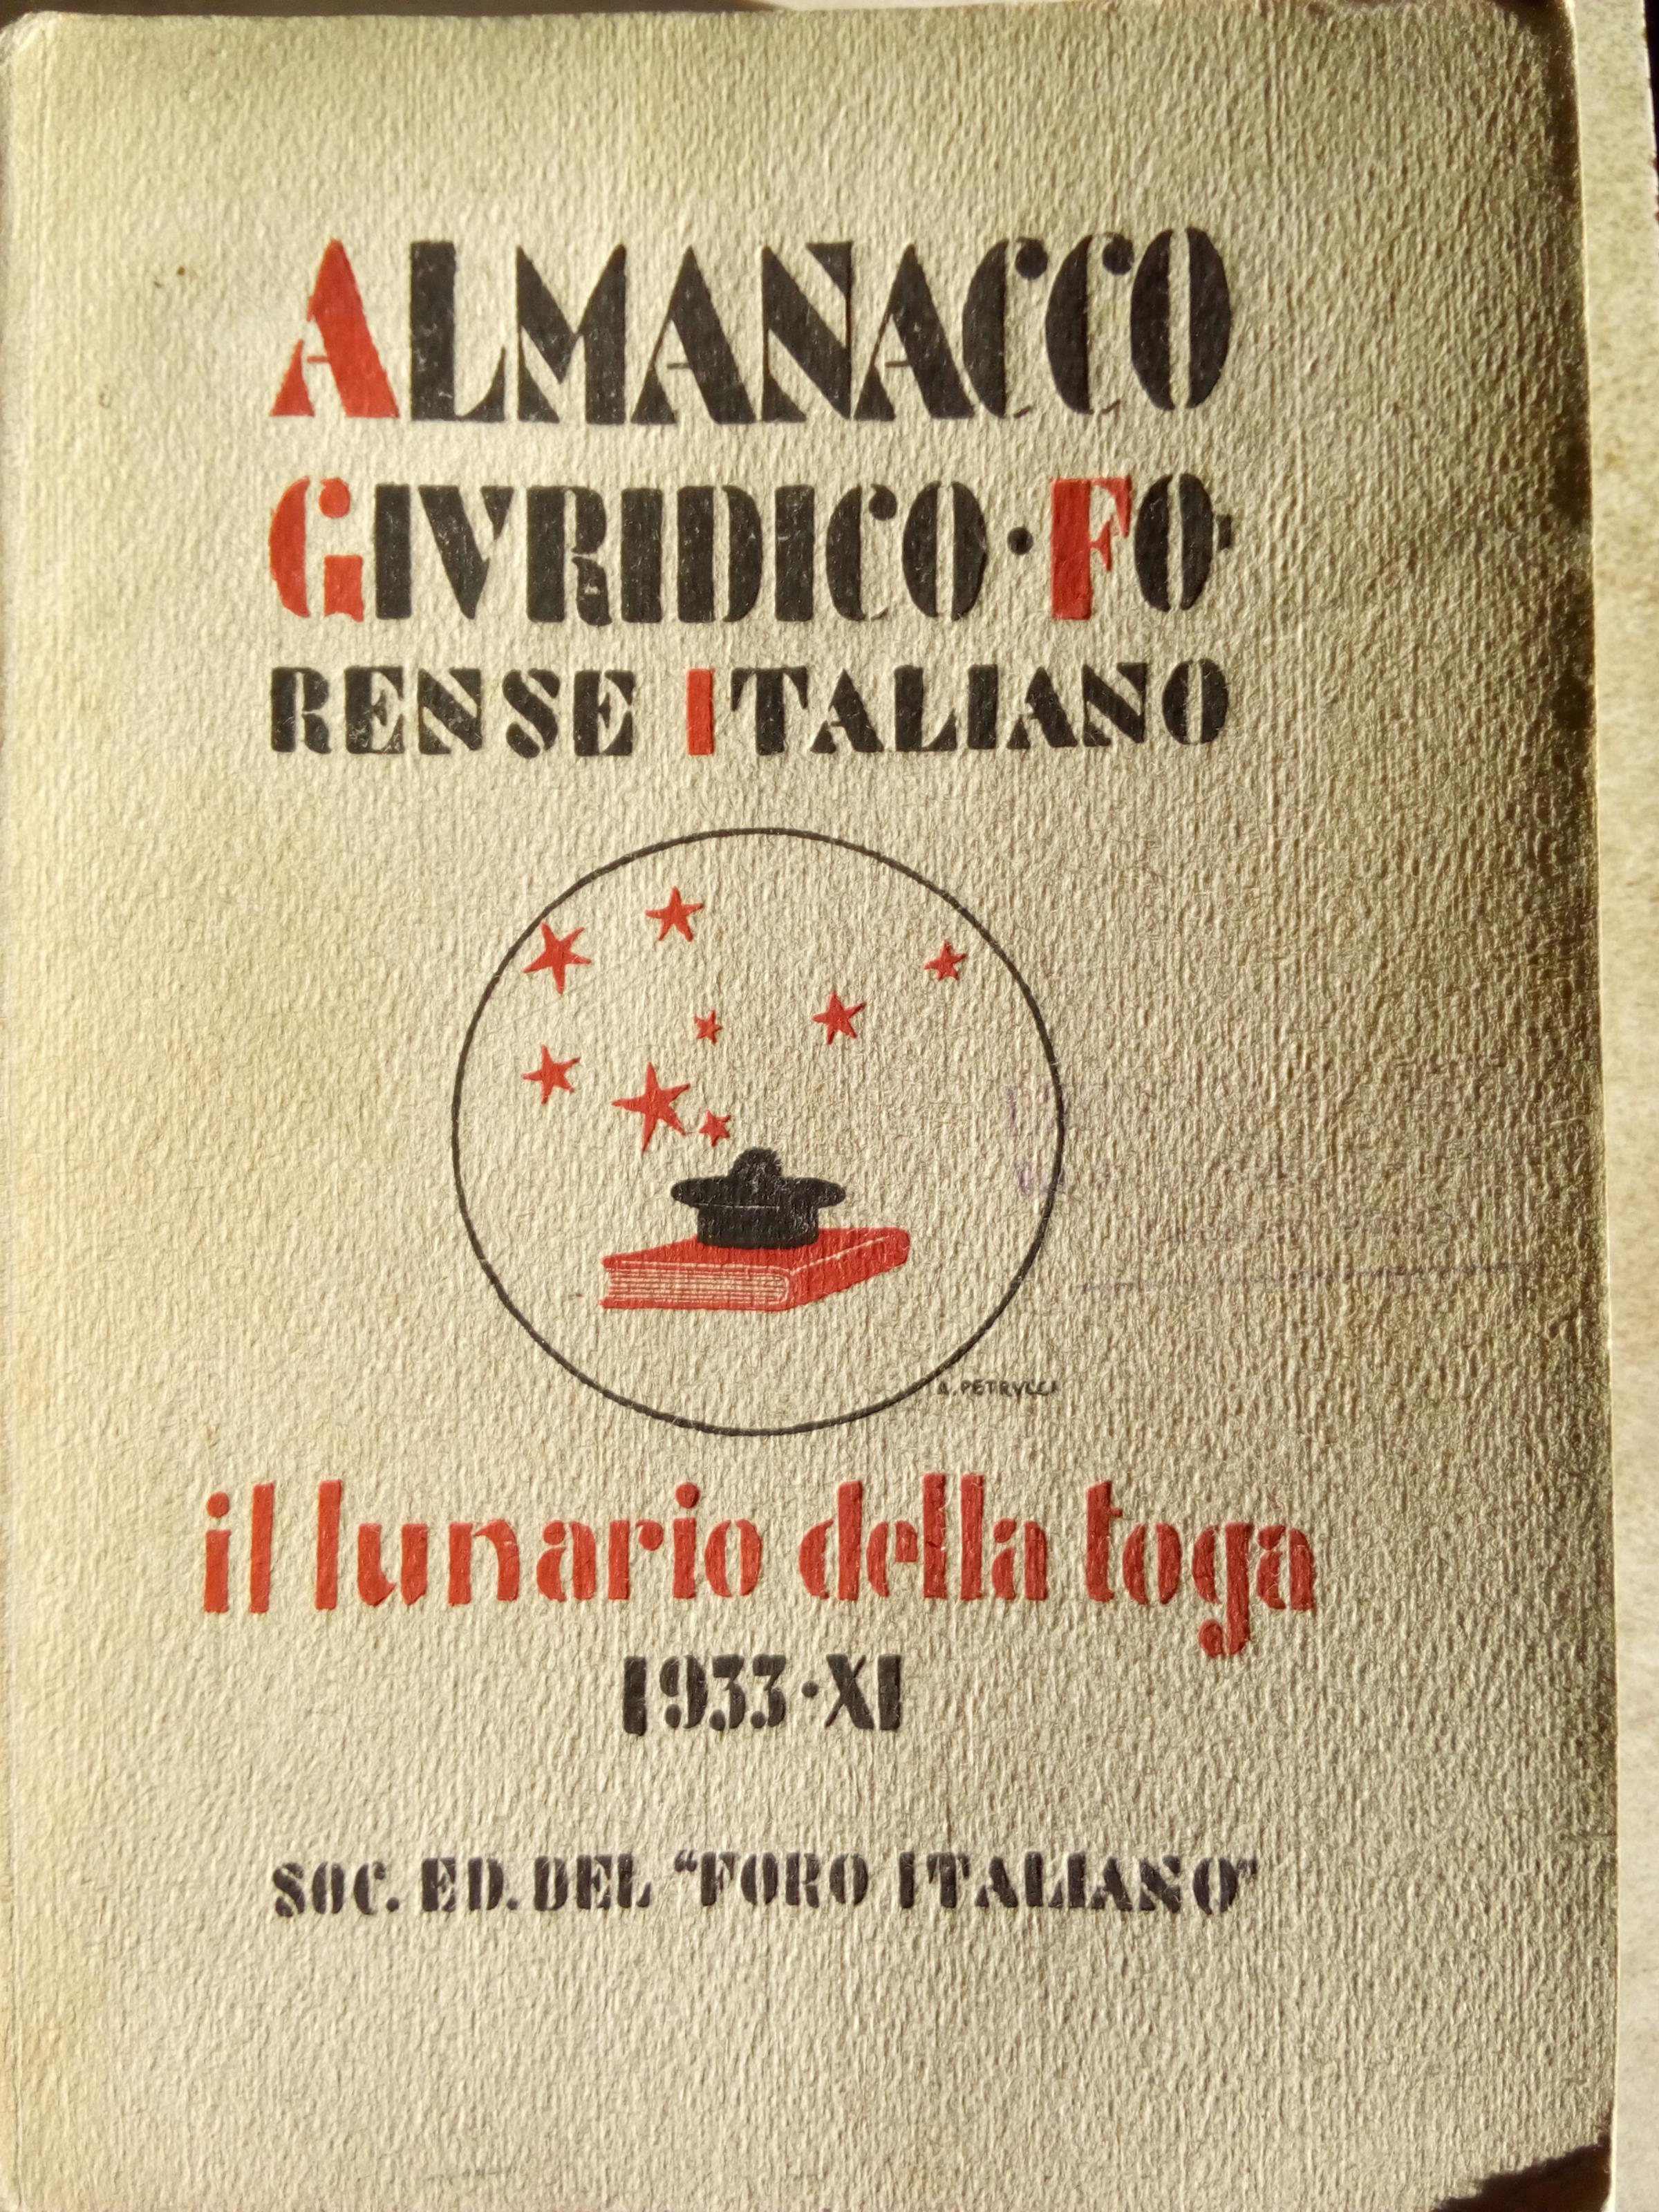 ALMANACCO
GIVRIDICO·FO-
RENSE ITALIANO
A. PETRVCCI
il lunario della toga
1933·XI
SOC. ED. DEL "FORO ITALIANO"